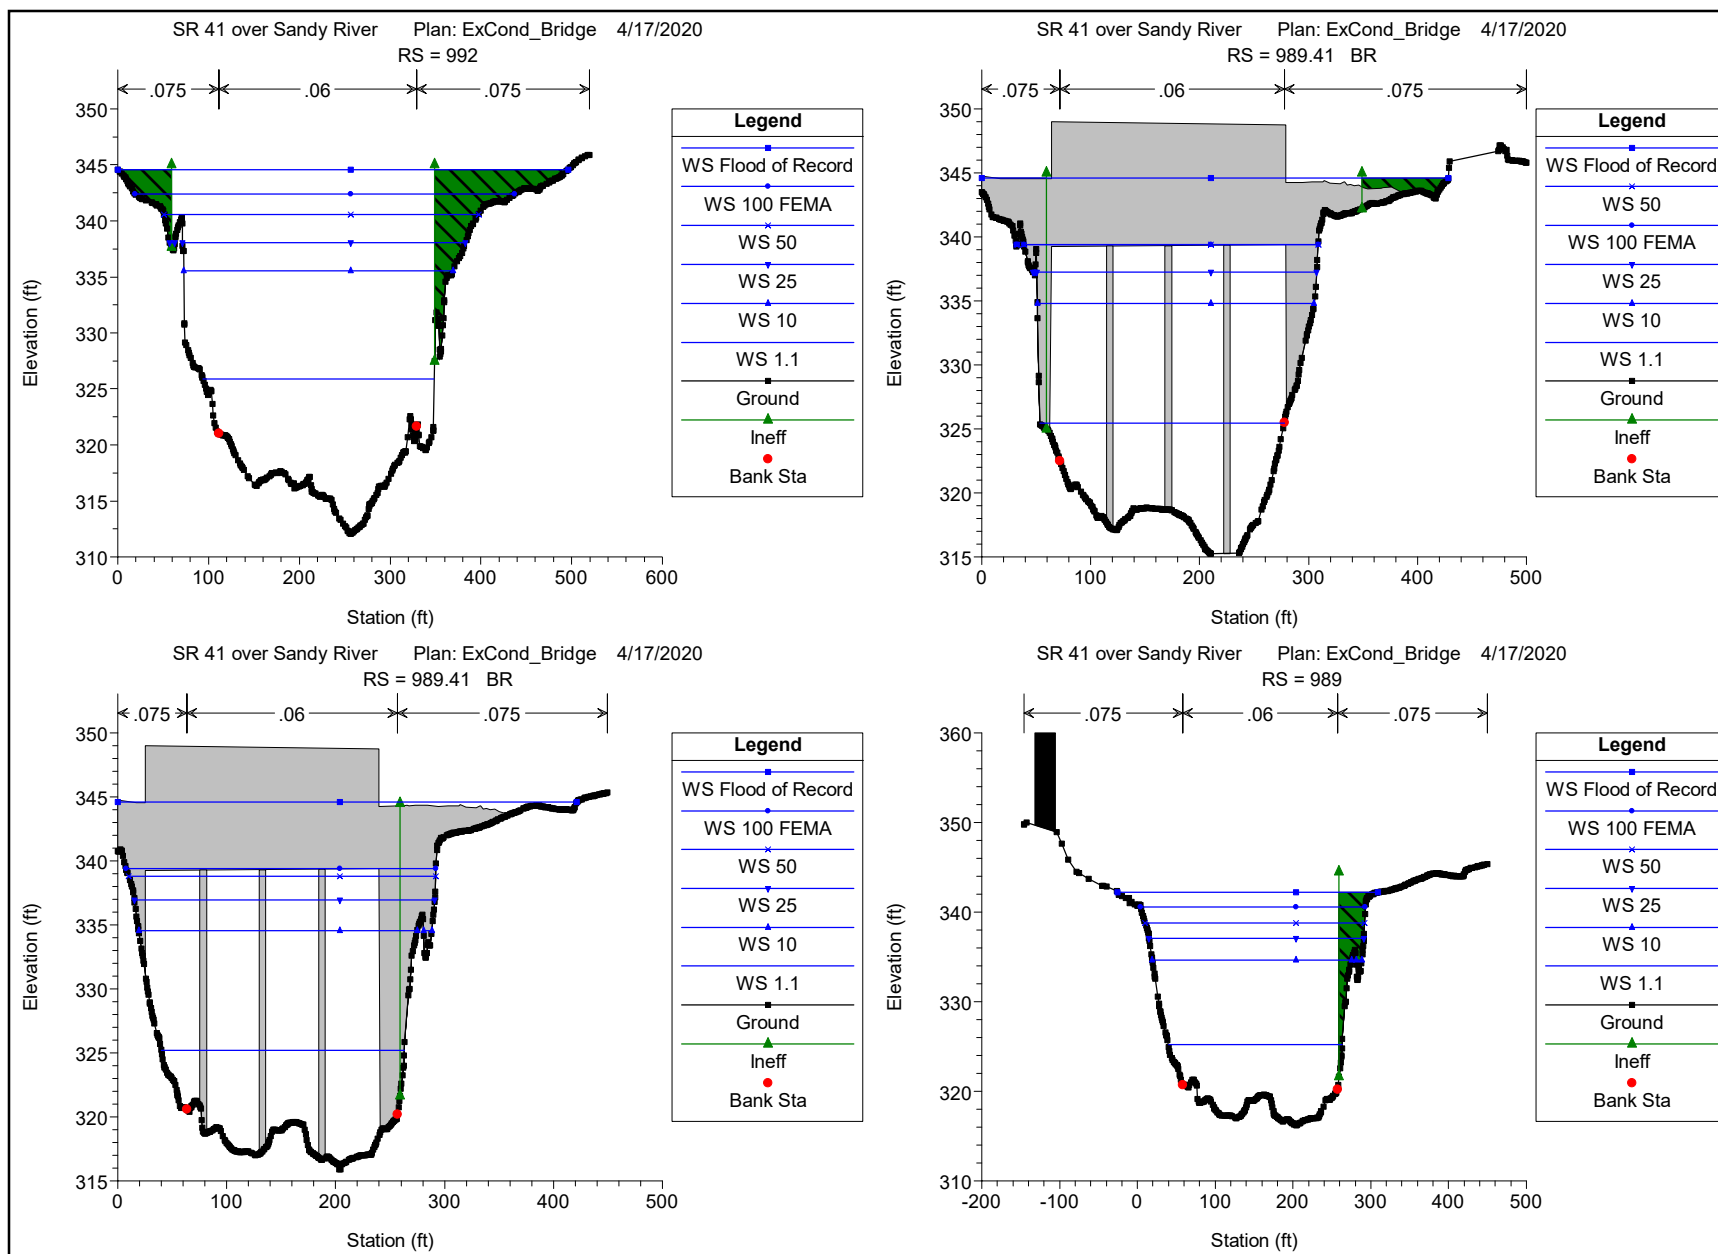 SR 41 over Sandy River Plan: ExCond_Bridge 4/17/2020
RS = 992
.075 .06 .075
350
345
340
335
330
325
320
315
310
Elevation (ft)
0 100 200 300 400 500 600
Station (ft)
Legend
WS Flood of Record
WS 100 FEMA
WS 50
WS 25
WS 10
WS 1.1
Ground
Ineff
Bank Sta
SR 41 over Sandy River Plan: ExCond_Bridge 4/17/2020
RS = 989.41 BR
.075 .06 .075
350
345
340
335
330
325
320
315
Elevation (ft)
0 100 200 300 400 500
Station (ft)
Legend
WS Flood of Record
WS 50
WS 100 FEMA
WS 25
WS 10
WS 1.1
Ground
Ineff
Bank Sta
SR 41 over Sandy River Plan: ExCond_Bridge 4/17/2020
RS = 989.41 BR
.075 .06 .075
350
345
340
335
330
325
320
315
Elevation (ft)
0 100 200 300 400 500
Station (ft)
Legend
WS Flood of Record
WS 100 FEMA
WS 50
WS 25
WS 10
WS 1.1
Ground
Ineff
Bank Sta
SR 41 over Sandy River Plan: ExCond_Bridge 4/17/2020
RS = 989
.075 .06 .075
360
350
340
330
320
310
Elevation (ft)
-200 -100 0 100 200 300 400 500
Station (ft)
Legend
WS Flood of Record
WS 100 FEMA
WS 50
WS 25
WS 10
WS 1.1
Ground
Ineff
Bank Sta